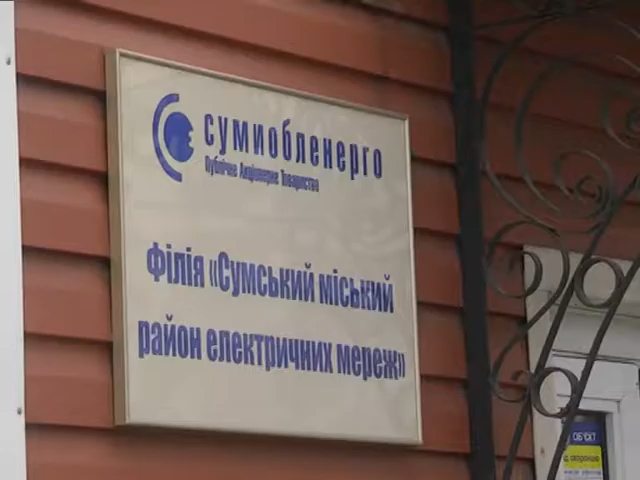 Сумиобленерго
Публічне Акціонерне Товариство
Філія «Сумський міський
район електричних мереж»
ОБ'ЄКТ